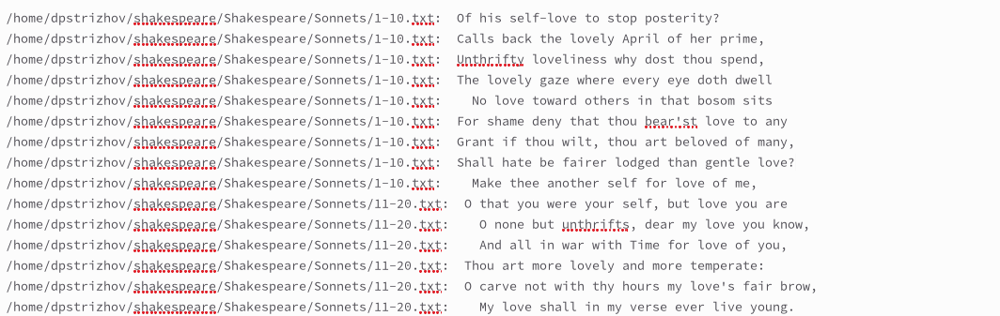 /home/dpstrizhov/shakespeare/Shakespeare/Sonnets/1-10.txt:  Of his self-love to stop posterity?
/home/dpstrizhov/shakespeare/Shakespeare/Sonnets/1-10.txt:  Calls back the lovely April of her prime,
/home/dpstrizhov/shakespeare/Shakespeare/Sonnets/1-10.txt:  Unthrifty loveliness why dost thou spend,
/home/dpstrizhov/shakespeare/Shakespeare/Sonnets/1-10.txt:  The lovely gaze where every eye doth dwell
/home/dpstrizhov/shakespeare/Shakespeare/Sonnets/1-10.txt:    No love toward others in that bosom sits
/home/dpstrizhov/shakespeare/Shakespeare/Sonnets/1-10.txt:  For shame deny that thou bear'st love to any
/home/dpstrizhov/shakespeare/Shakespeare/Sonnets/1-10.txt:  Grant if thou wilt, thou art beloved of many,
/home/dpstrizhov/shakespeare/Shakespeare/Sonnets/1-10.txt:  Shall hate be fairer lodged than gentle love?
/home/dpstrizhov/shakespeare/Shakespeare/Sonnets/1-10.txt:    Make thee another self for love of me,
/home/dpstrizhov/shakespeare/Shakespeare/Sonnets/11-20.txt:  O that you were your self, but love you are
/home/dpstrizhov/shakespeare/Shakespeare/Sonnets/11-20.txt:    O none but unthrifts, dear my love you know,
/home/dpstrizhov/shakespeare/Shakespeare/Sonnets/11-20.txt:    And all in war with Time for love of you,
/home/dpstrizhov/shakespeare/Shakespeare/Sonnets/11-20.txt:  Thou art more lovely and more temperate:
/home/dpstrizhov/shakespeare/Shakespeare/Sonnets/11-20.txt:  O carve not with thy hours my love's fair brow,
/home/dpstrizhov/shakespeare/Shakespeare/Sonnets/11-20.txt:    My love shall in my verse ever live young.